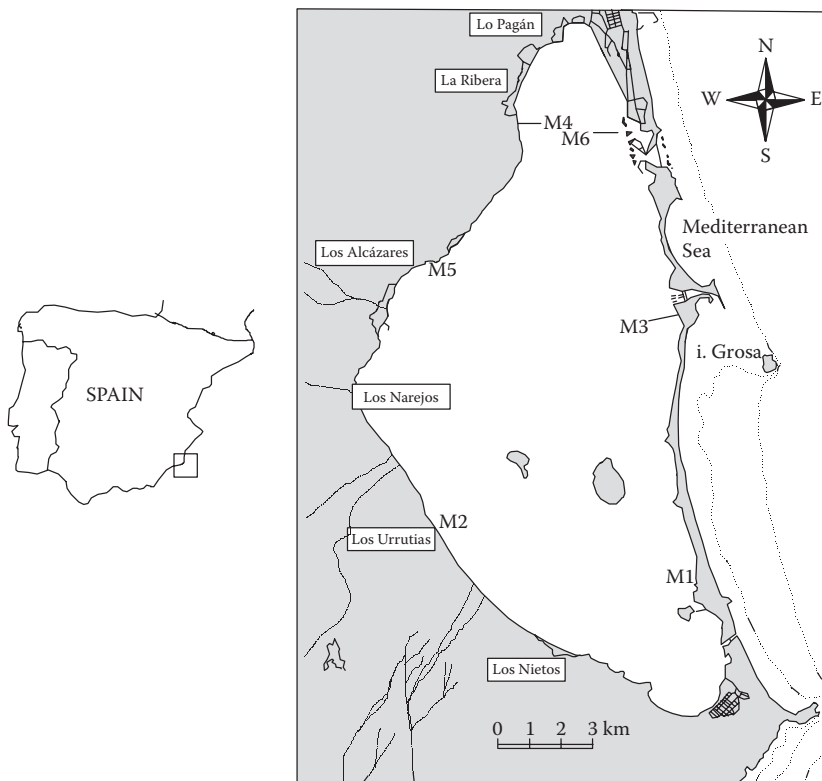 Lo Pagán
La Ribera
M4
M6
N
W
E
S
Mediterranean
Sea
Los Alcázares
M5
M3
i. Grosa
SPAIN
Los Narejos
M2
Los Urrutias
M1
Los Nietos
0 1 2 3 km